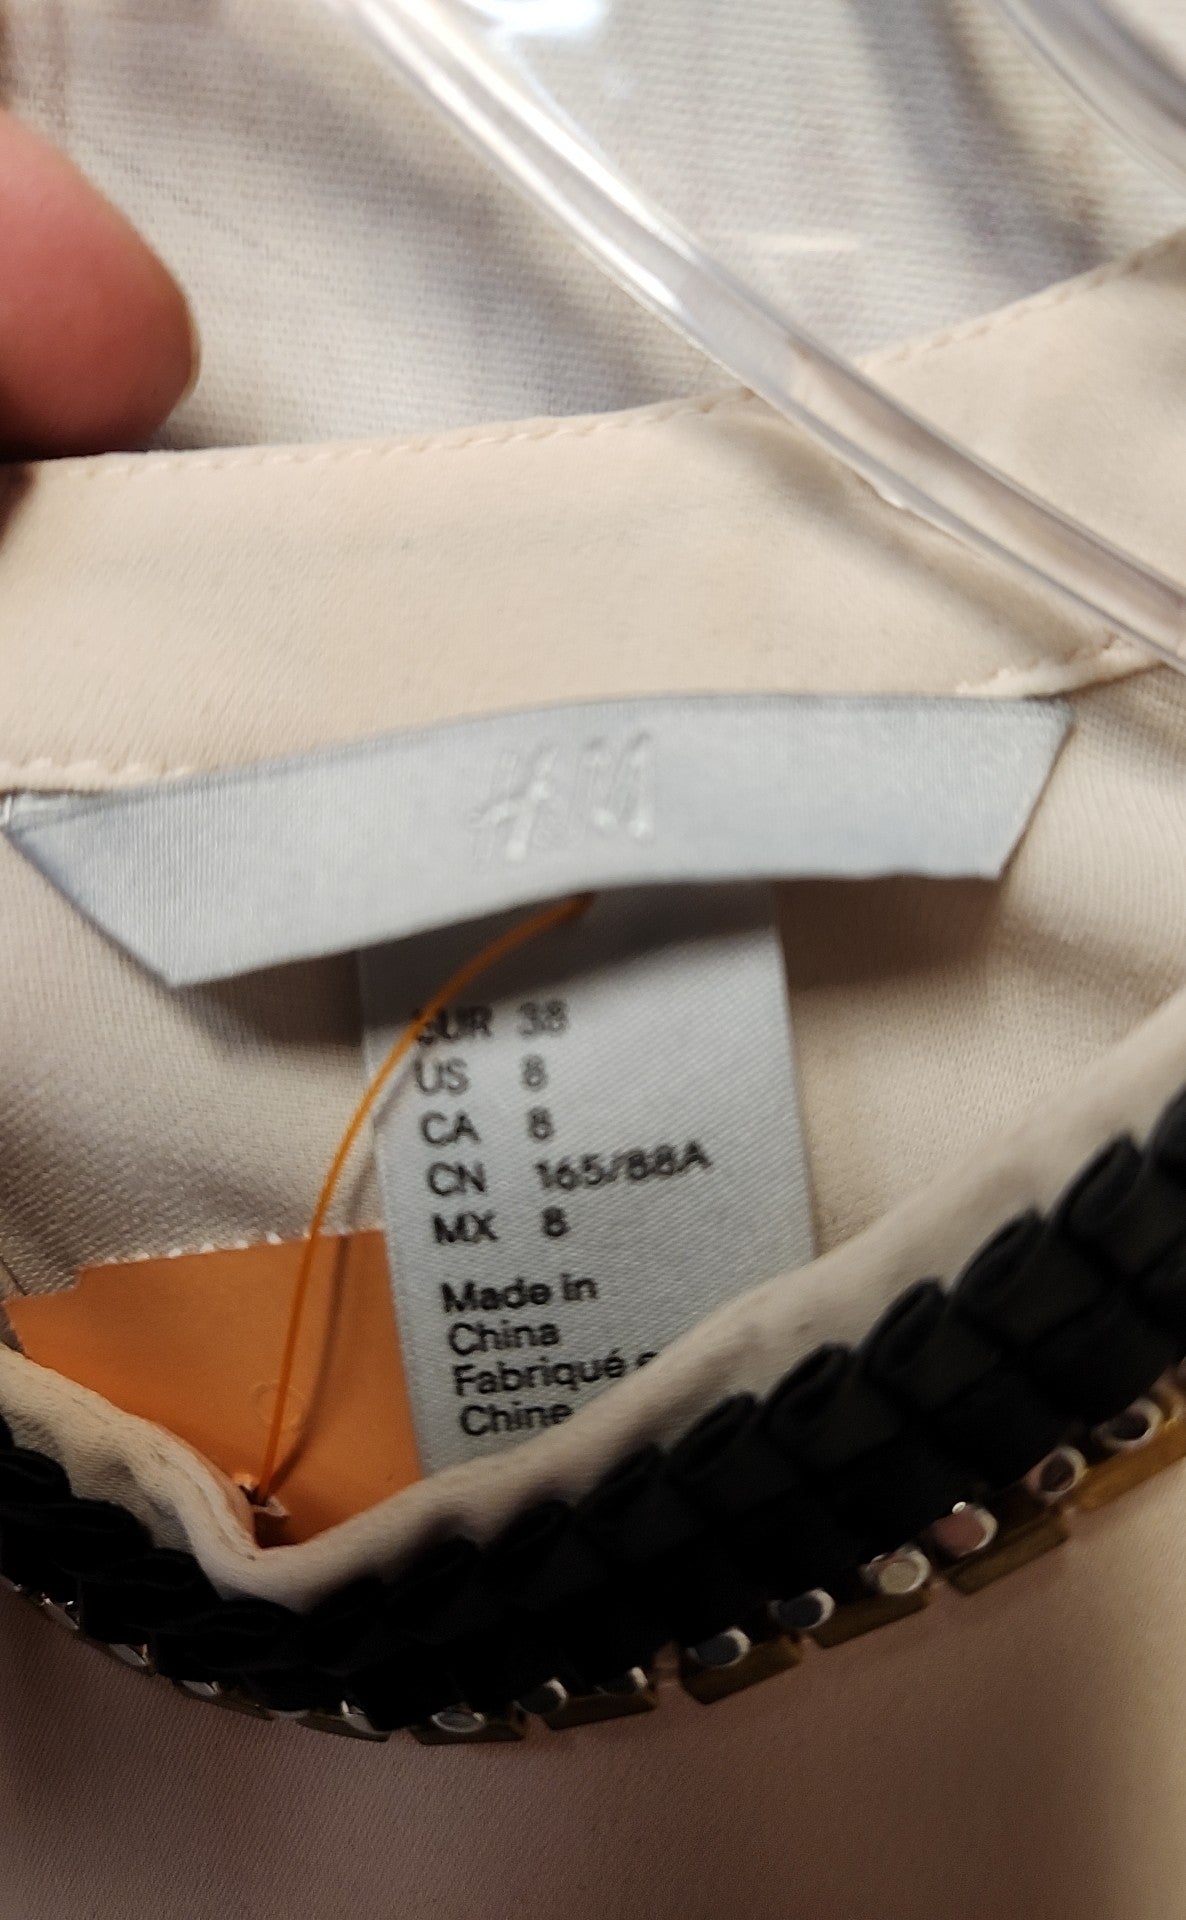 H&M
EUR 38
US 8
CA 8
CN 165/88A
MX 8
Made in
China
Fabriqué
Chine